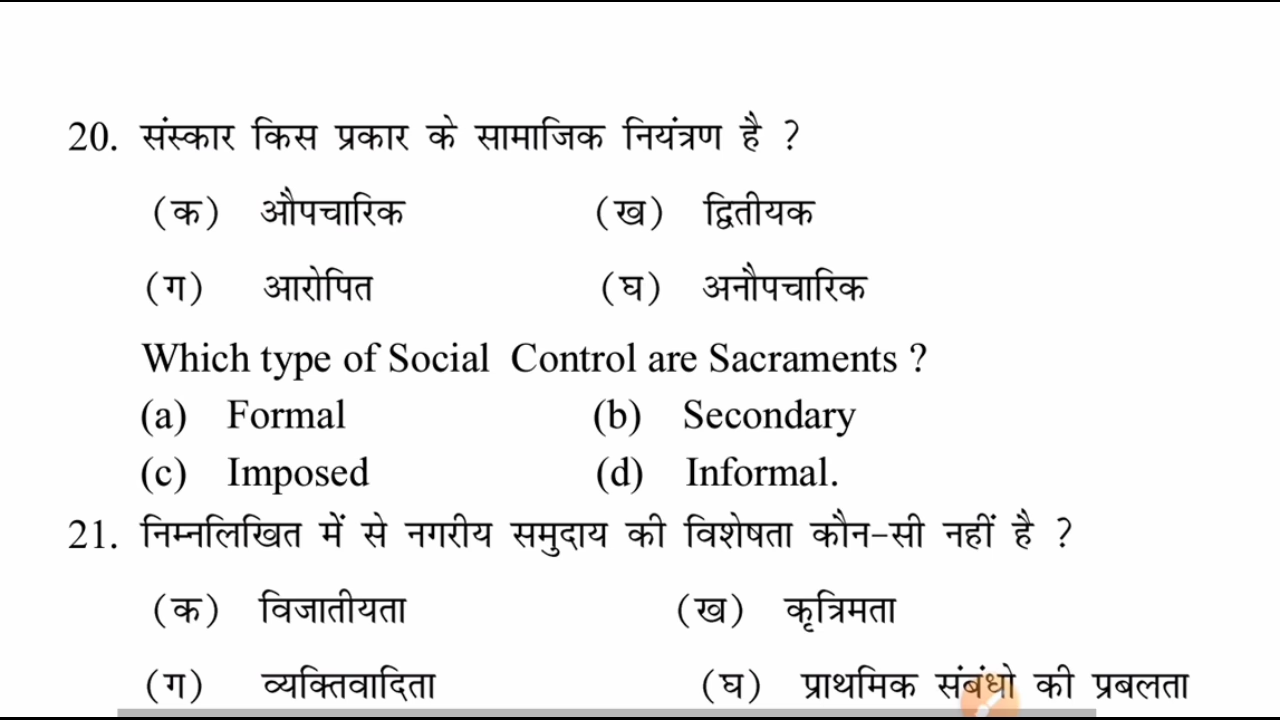 20. संस्कार किस प्रकार के सामाजिक नियंत्रण है ?
(क) औपचारिक (ख) द्वितीयक
(ग) आरोपित (घ) अनौपचारिक
Which type of Social Control are Sacraments ?
(a) Formal (b) Secondary
(c) Imposed (d) Informal.
21. निम्नलिखित में से नगरीय समुदाय की विशेषता कौन-सी नहीं है ?
(क) विजातीयता (ख) कृत्रिमता
(ग) व्यक्तिवादिता (घ) प्राथमिक संबंधो की प्रबलता